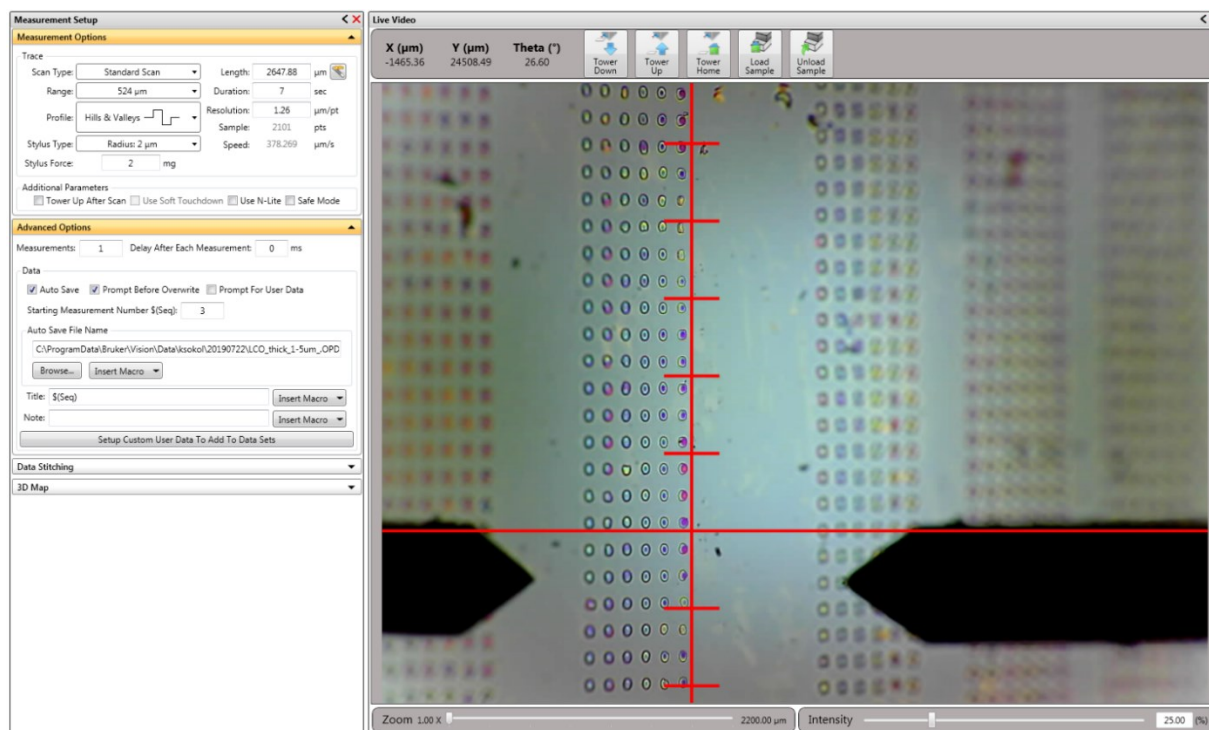 Measurement Setup
Measurement Options
Trace
Scan Type: Standard Scan Length: 2647.88 µm
Range: 524 µm Duration: 7 sec
Profile: Hills & Valleys Resolution: 1.26 µm/pt
Sample: 2101 pts
Stylus Type: Radius: 2 µm Speed: 378.269 µm/s
Stylus Force: 2 mg
Additional Parameters
Tower Up After Scan Use Soft Touchdown Use N-Lite Safe Mode
Advanced Options
Measurements: 1 Delay After Each Measurement: 0 ms
Data
Auto Save Prompt Before Overwrite Prompt For User Data
Starting Measurement Number $(Seq): 3
Auto Save File Name
C:\ProgramData\Bruker\Vision\Data\ksokol\20190722\LCO_thick_1-5um_.OPD
Browse... Insert Macro
Title: $(Seq) Insert Macro
Note: Insert Macro
Setup Custom User Data To Add To Data Sets
Data Stitching
3D Map
Live Video
X (µm) Y (µm) Theta (°)
-1465.36 24508.49 26.60
Tower Down
Tower Up
Tower Home
Load Sample
Unload Sample
Zoom 1.00 X 2200.00 µm
Intensity 25.00 (%)